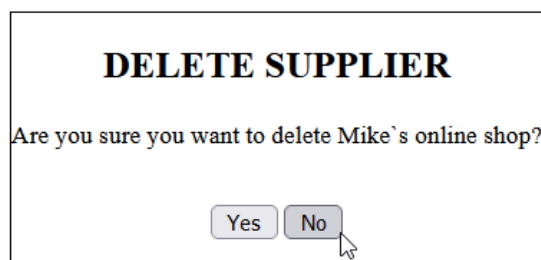 DELETE SUPPLIER
Are you sure you want to delete Mike`s online shop?
Yes No